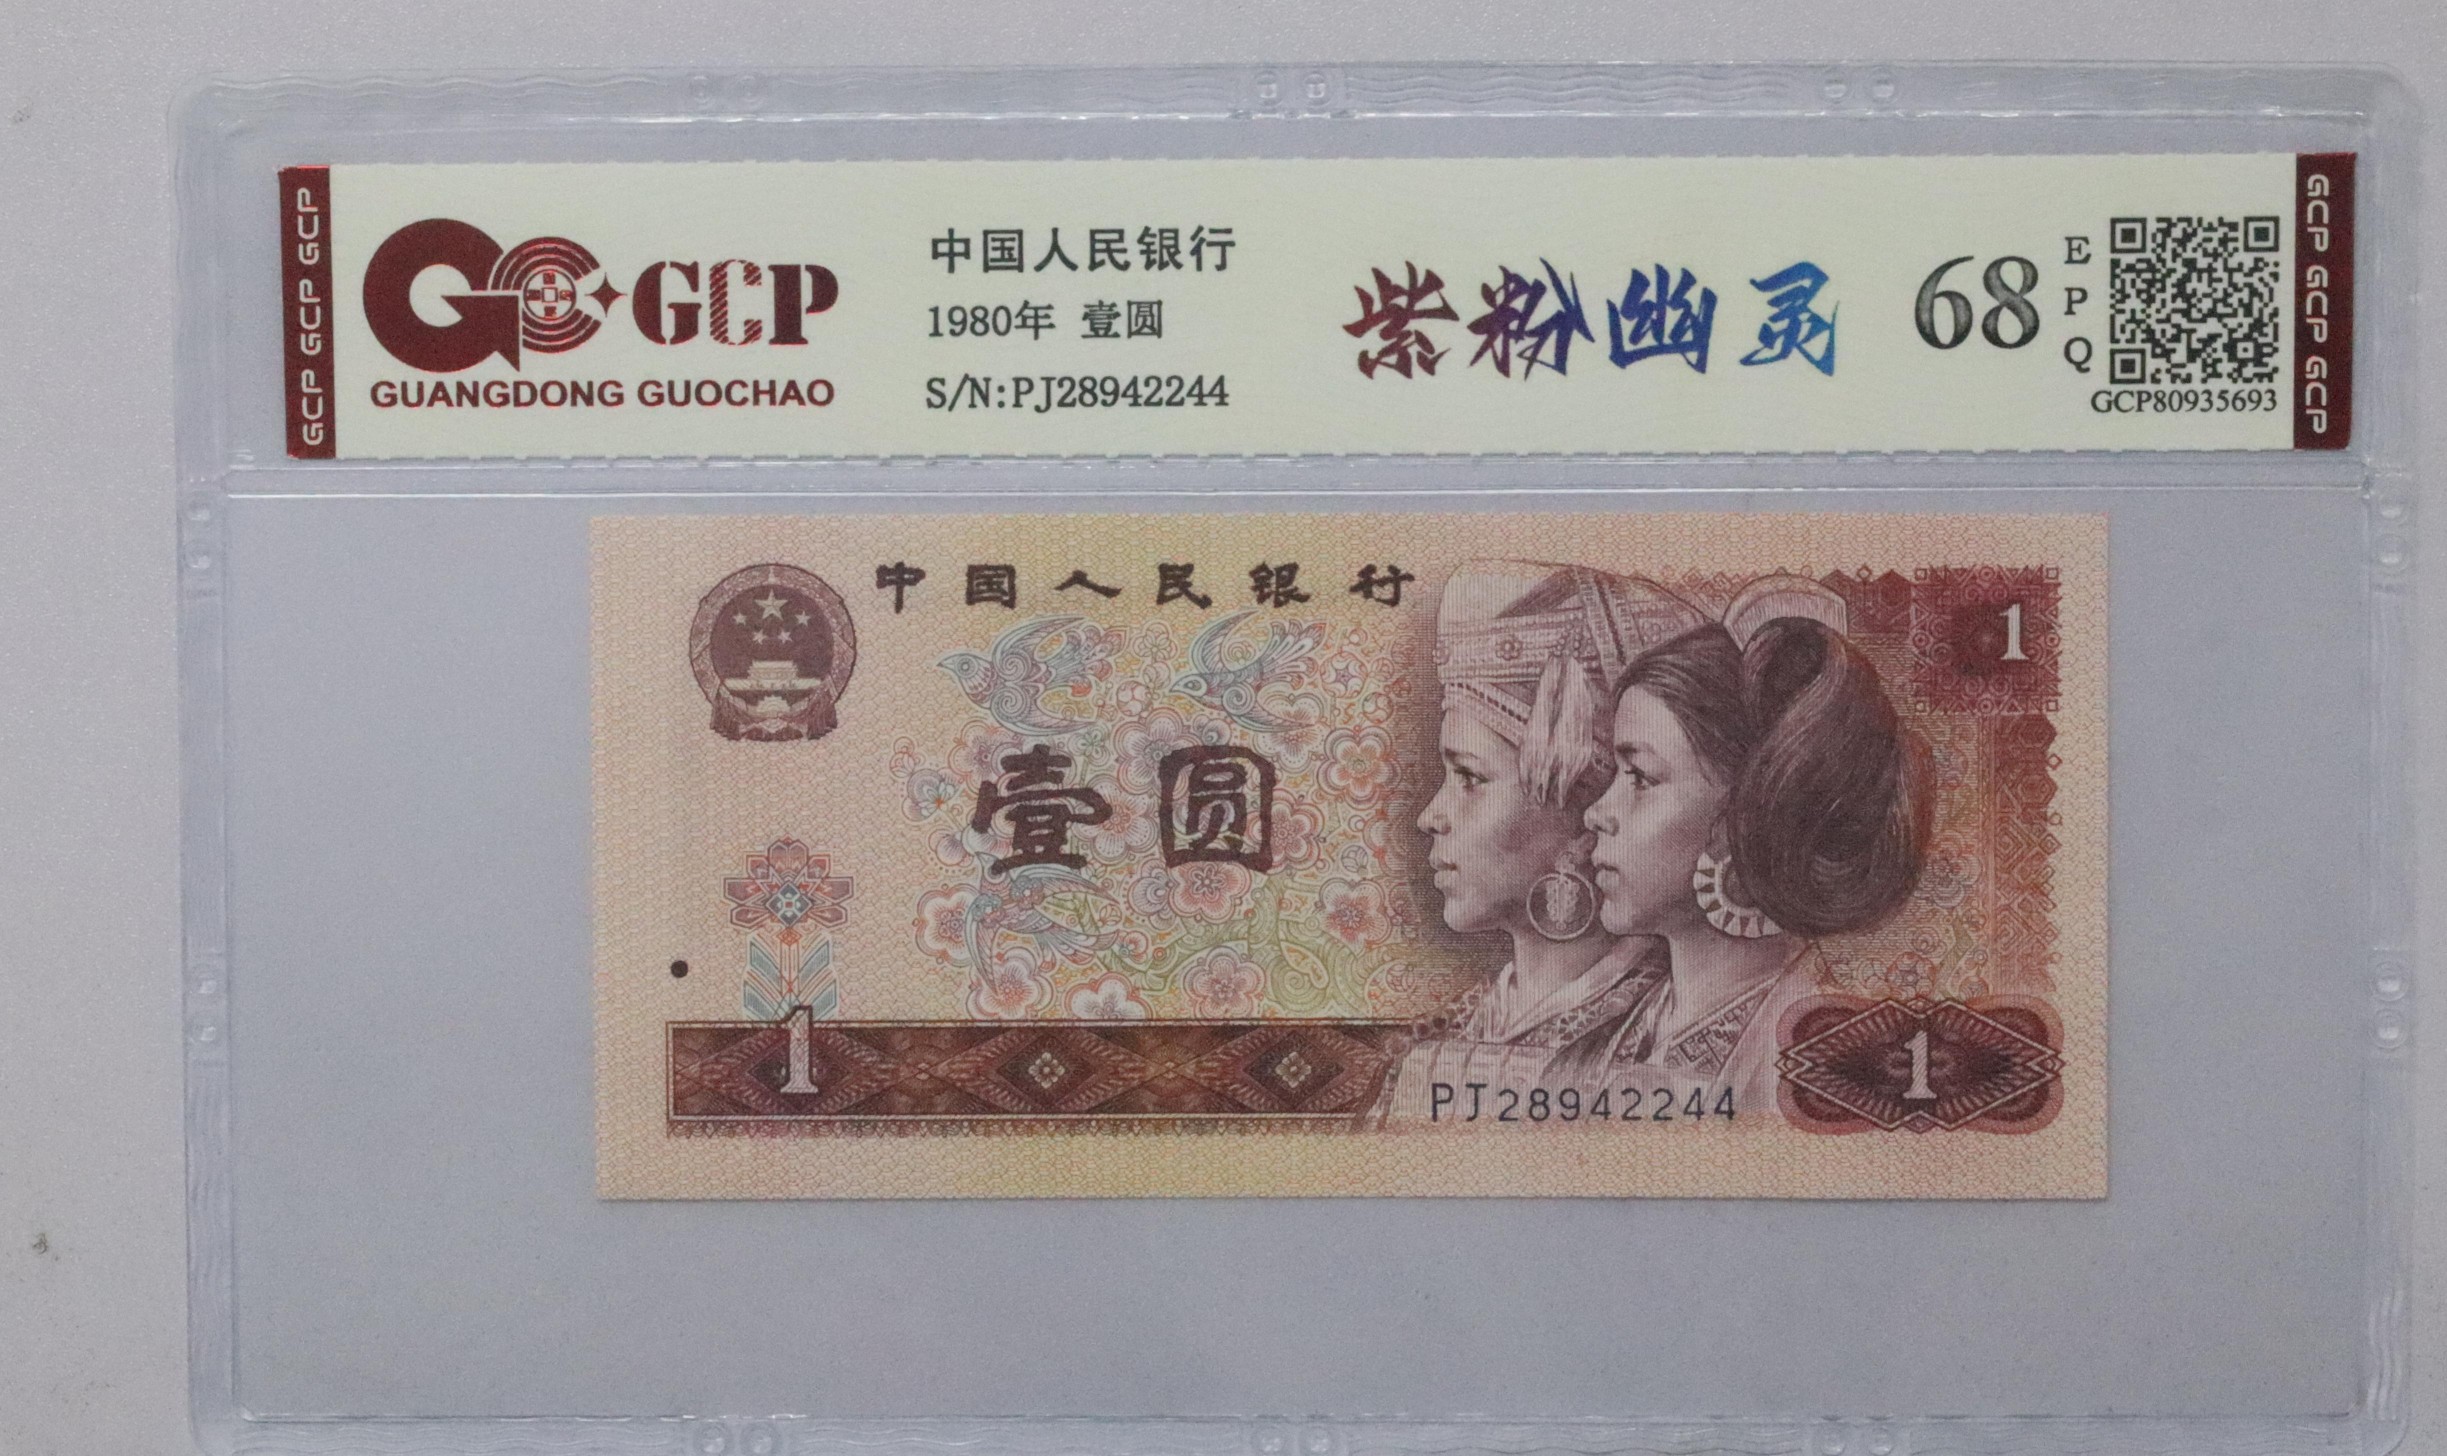 GCP GCP GCP
GCP
GUANGDONG GUOCHAO
中国人民银行
1980年 壹圆
S/N:PJ28942244
紫粉幽灵
68
E
P
Q
GCP80935693
GCP GCP GCP
中国人民银行
1
壹圆
1
1
PJ28942244